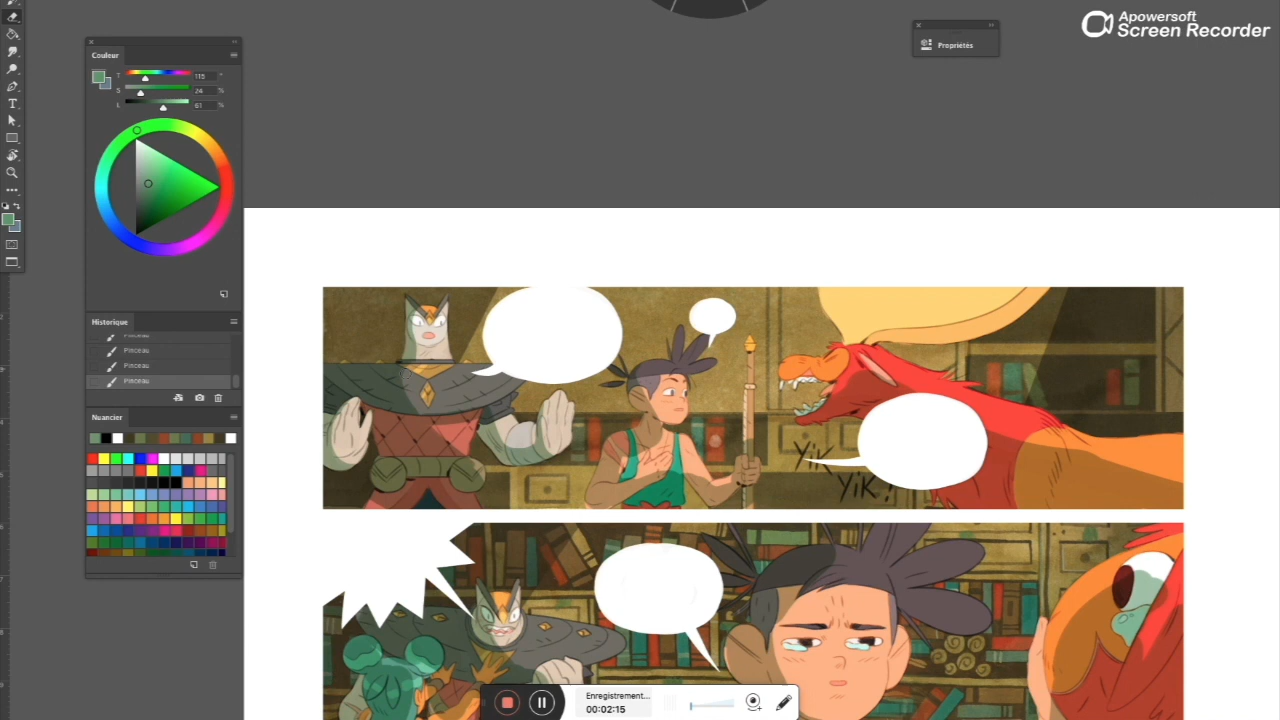 Apowersoft
Screen Recorder
Propriétés
Couleur
T 115 °
S 24 %
L 61 %
Historique
Pinceau
Pinceau
Pinceau
Pinceau
Nuancier
YiK
YiK!
Enregistrement...
00:02:15